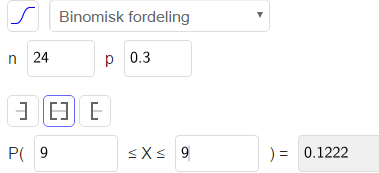 Binomisk fordeling
n 24 p 0.3
P( 9 ≤ X ≤ 9 ) = 0.1222